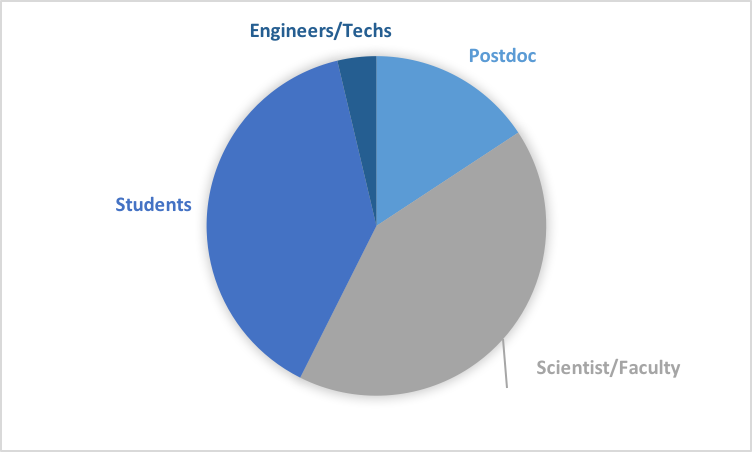 Engineers/Techs
Postdoc
Students
Scientist/Faculty